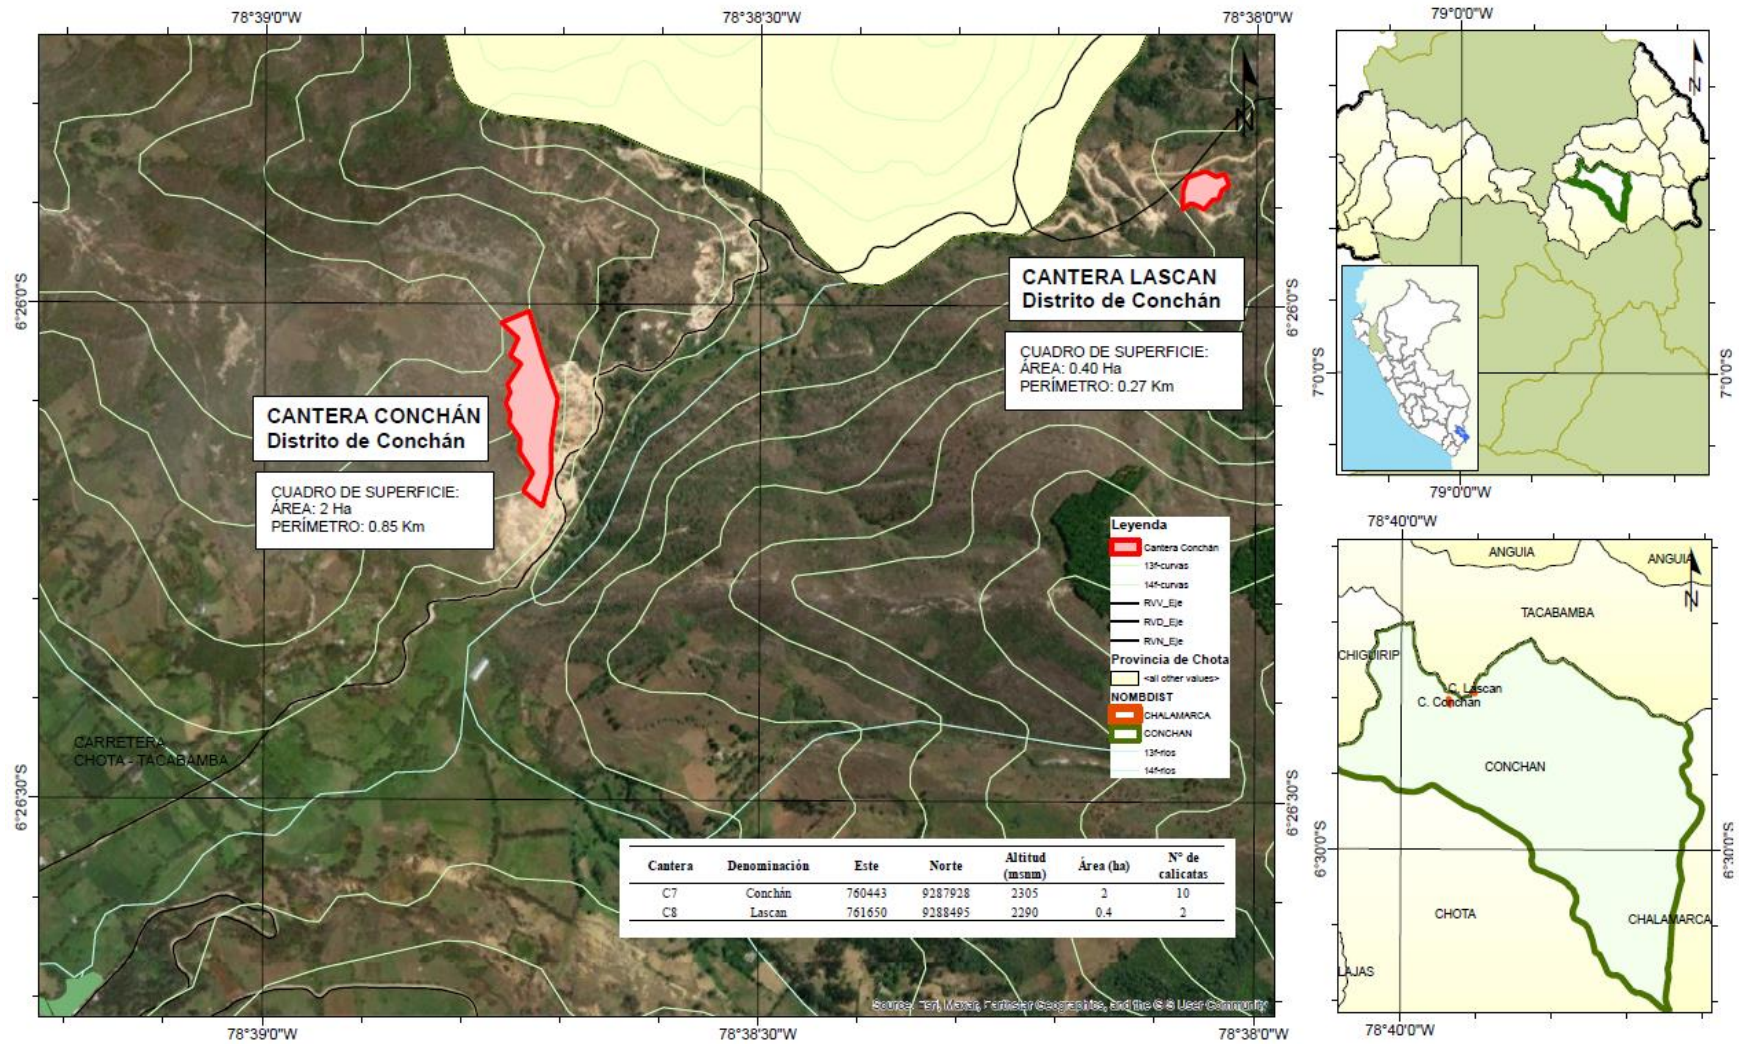 78°39'0"W
78°38'30"W
78°38'0"W
6°26'0"S
6°26'30"S
N
CANTERA LASCAN
Distrito de Conchán
CUADRO DE SUPERFICIE:
ÁREA: 0.40 Ha
PERÍMETRO: 0.27 Km
6°26'0"S
6°26'30"S
CANTERA CONCHÁN
Distrito de Conchán
CUADRO DE SUPERFICIE:
ÁREA: 2 Ha
PERÍMETRO: 0.85 Km
CARRETERA
CHOTA - TACABAMBA
Leyenda
Cantera Conchán
13f-curvas
14f-curvas
RVV_Eje
RVD_Eje
RVN_Eje
Provincia de Chota
<all other values>
NOMBDIST
CHALAMARCA
CONCHAN
13f-rios
14f-rios
Cantera Denominación Este Norte Altitud (msnm) Área (ha) N° de calicatas
C7 Conchán 760443 9287928 2305 2 10
C8 Lascan 761650 9288495 2290 0.4 2
Source: Esri, Maxar, Earthstar Geographics, and the GIS User Community
78°39'0"W
78°38'30"W
78°38'0"W
79°0'0"W
N
7°0'0"S
7°0'0"S
79°0'0"W
78°40'0"W
ANGUIA
ANGUIA
N
TACABAMBA
CHIGUIRIP
C. Lascan
C. Conchan
CONCHAN
6°30'0"S
6°30'0"S
CHOTA
CHALAMARCA
LAJAS
78°40'0"W